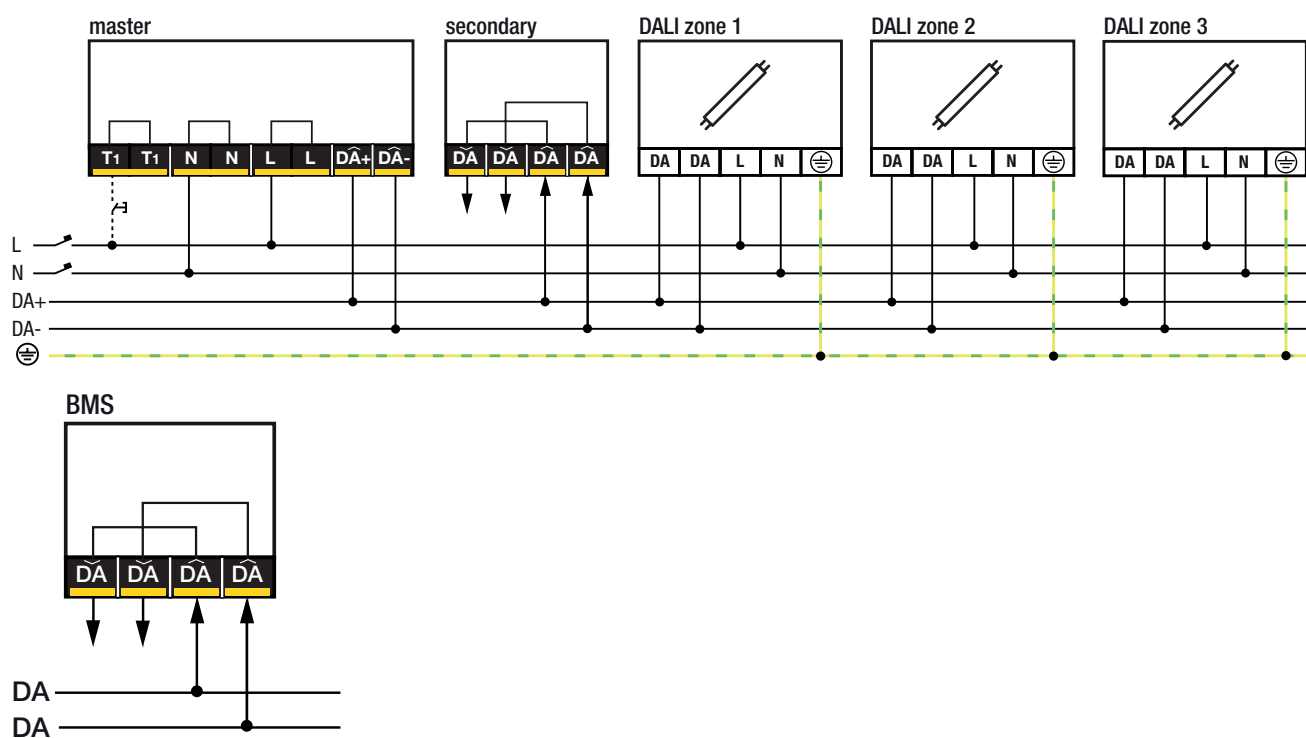 master secondary DALI zone 1 DALI zone 2 DALI zone 3
T1 T1 N N L L DA+ DA- DA DA DA DA DA DA L N DA DA L N DA DA L N
L
N
DA+
DA-
BMS
DA DA DA DA
DA
DA